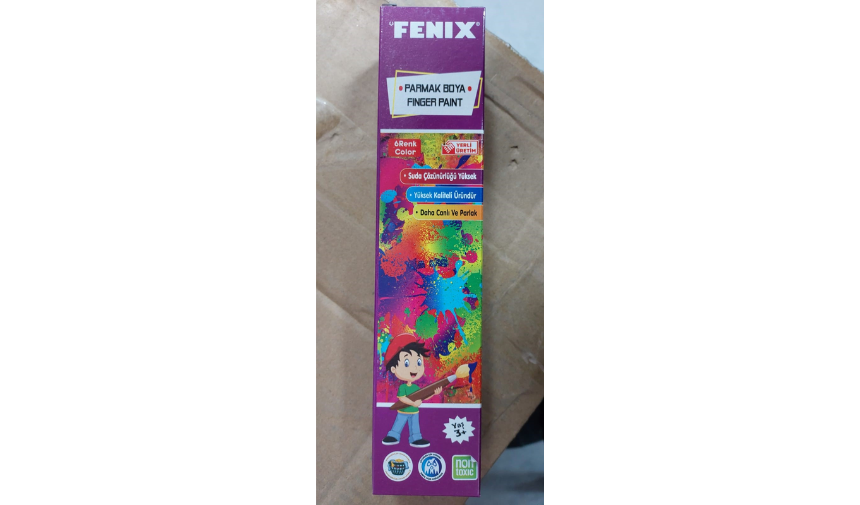 FENIX®
• PARMAK BOYA •
FINGER PAINT
6Renk
Color
YERLİ
ÜRETİM
• Suda Çözünürlüğü Yüksek
• Yüksek Kaliteli Üründür
• Daha Canlı Ve Parlak
Yaş
3+
non
toxic